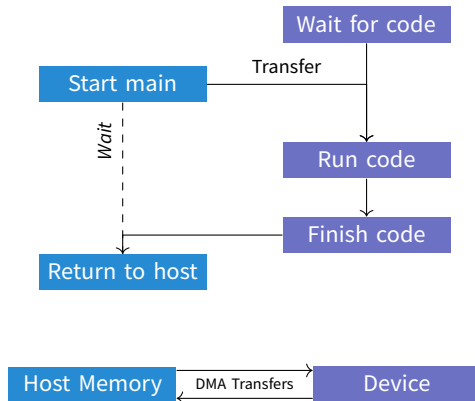 Wait for code
Transfer
Start main
Wait
Run code
Finish code
Return to host
Host Memory
DMA Transfers
Device